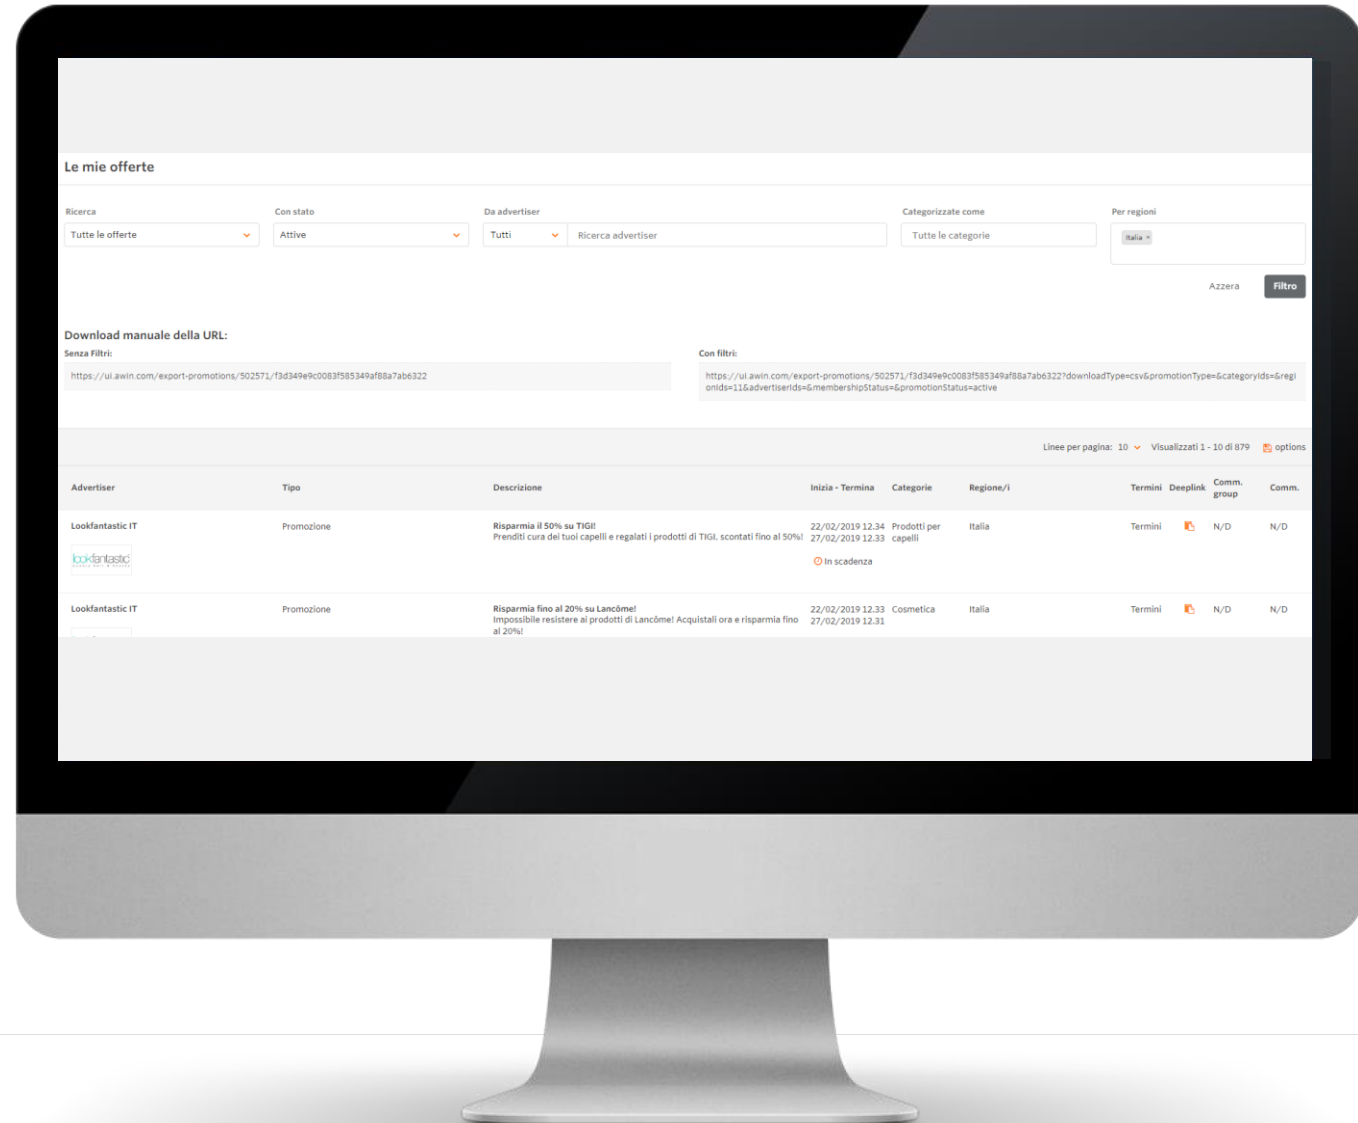 Le mie offerte
Ricerca Con stato Da advertiser Categorizzate come Per regioni
Tutte le offerte Attive Tutti Ricerca advertiser Tutte le categorie Italia ×
Azzera Filtro
Download manuale della URL:
Senza Filtri: Con filtri:
https://ui.awin.com/export-promotions/502571/f3d349e9c0083f585349af88a7ab6322
https://ui.awin.com/export-promotions/502571/f3d349e9c0083f585349af88a7ab6322?downloadType=csv&promotionType=&categoryIds=&regi
onIds=11&advertiserIds=&membershipStatus=&promotionStatus=active
Linee per pagina: 10 Visualizzati 1 - 10 di 879 options
Advertiser Tipo Descrizione Inizia - Termina Categorie Regione/i Termini Deeplink Comm. group Comm.
Lookfantastic IT Promozione Risparmia il 50% su TIGI! 22/02/2019 12.34 Prodotti per Italia Termini N/D N/D
Prenditi cura dei tuoi capelli e regalati i prodotti di TIGI, scontati fino al 50%! 27/02/2019 12.33 capelli
lookfantastic In scadenza
Lookfantastic IT Promozione Risparmia fino al 20% su Lancôme! 22/02/2019 12.33 Cosmetica Italia Termini N/D N/D
Impossibile resistere ai prodotti di Lancôme! Acquistali ora e risparmia fino 27/02/2019 12.31
al 20%!